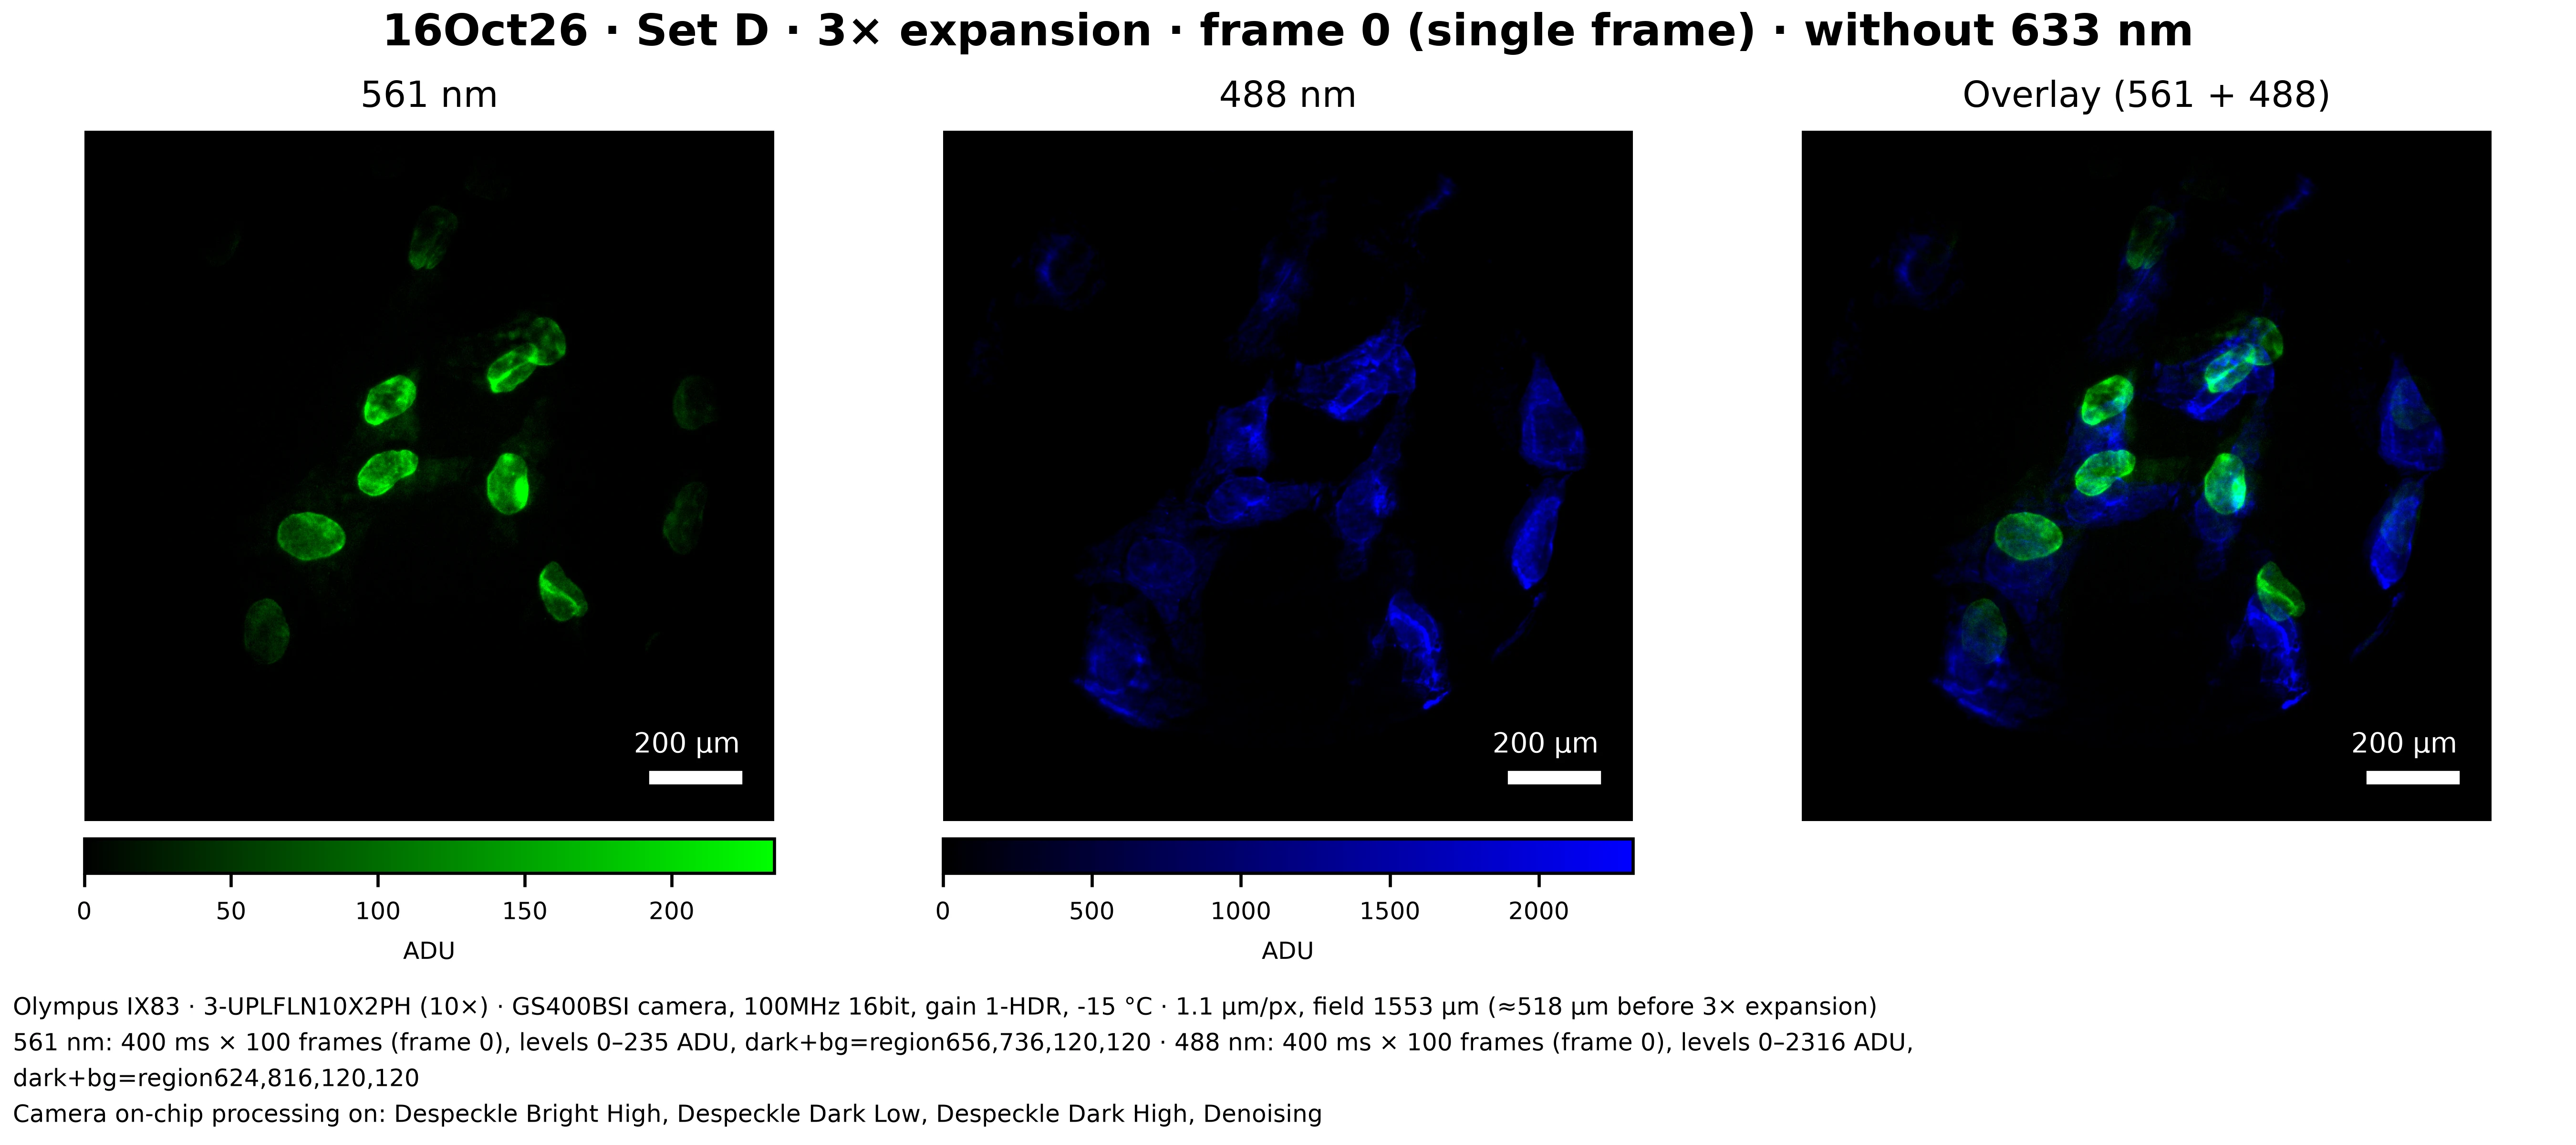 16Oct26 · Set D · 3× expansion · frame 0 (single frame) · without 633 nm
561 nm
488 nm
Overlay (561 + 488)
200 µm
200 µm
200 µm
0 50 100 150 200
ADU
0 500 1000 1500 2000
ADU
Olympus IX83 · 3-UPLFLN10X2PH (10×) · GS400BSI camera, 100MHz 16bit, gain 1-HDR, -15 °C · 1.1 µm/px, field 1553 µm (≈518 µm before 3× expansion)
561 nm: 400 ms × 100 frames (frame 0), levels 0–235 ADU, dark+bg=region656,736,120,120 · 488 nm: 400 ms × 100 frames (frame 0), levels 0–2316 ADU,
dark+bg=region624,816,120,120
Camera on-chip processing on: Despeckle Bright High, Despeckle Dark Low, Despeckle Dark High, Denoising